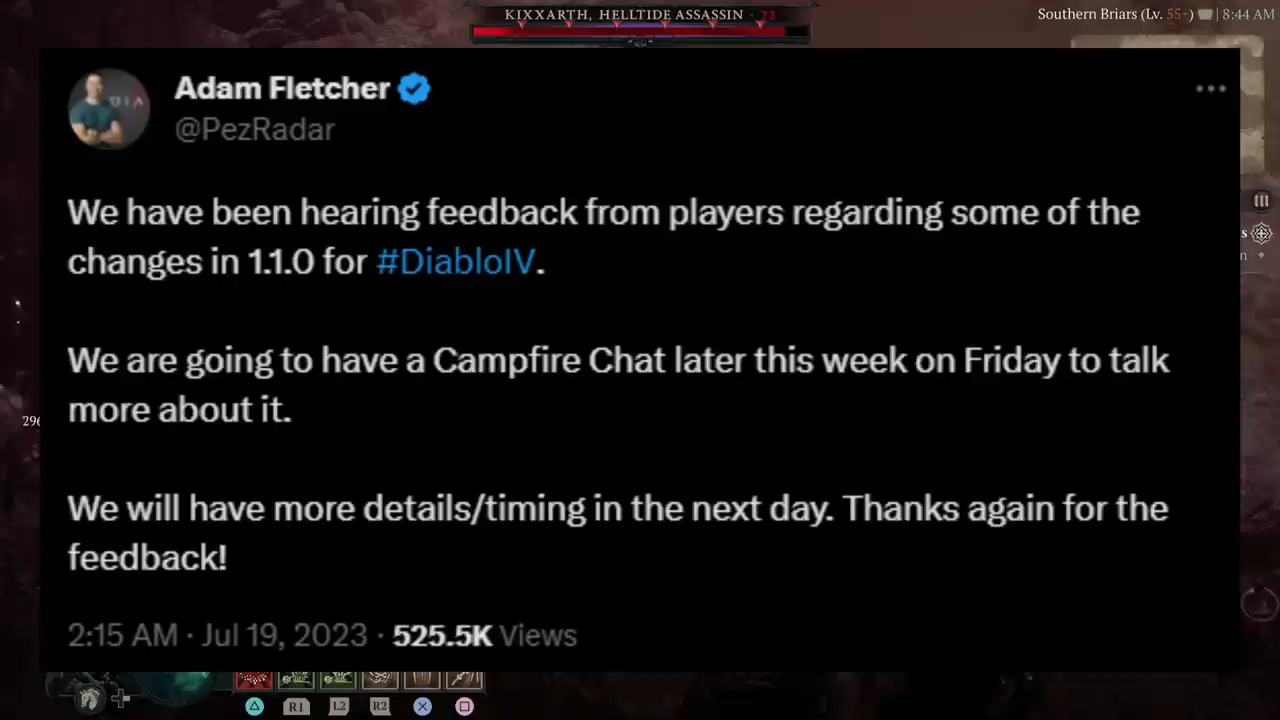 KIXXARTH, HELLTIDE ASSASSIN · 73
Southern Briars (Lv. 55+) | 8:44 AM
Adam Fletcher
DIA
@PezRadar
We have been hearing feedback from players regarding some of the
changes in 1.1.0 for #DiabloIV.
We are going to have a Campfire Chat later this week on Friday to talk
more about it.
296
We will have more details/timing in the next day. Thanks again for the
feedback!
2:15 AM · Jul 19, 2023 · 525.5K Views
R1 L2 R2